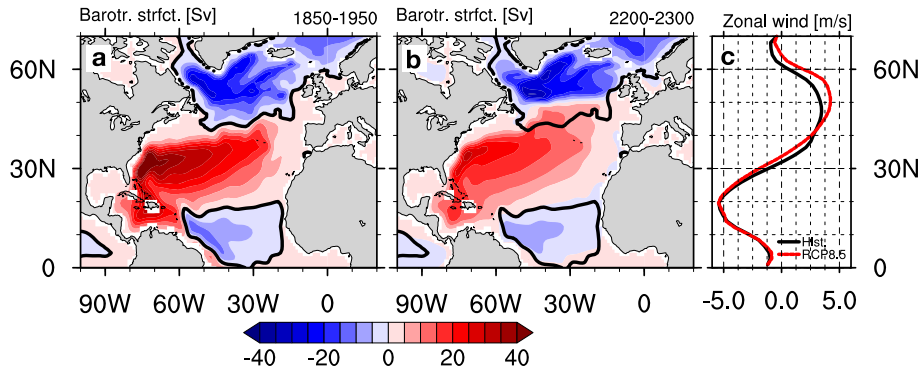 Barotr. strfct. [Sv] 1850-1950
Barotr. strfct. [Sv] 2200-2300
Zonal wind [m/s]
a
b
c
60N
30N
0
60N
30N
0
Hist.
RCP8.5
90W 60W 30W 0
90W 60W 30W 0
-5.0 0.0 5.0
-40 -20 0 20 40